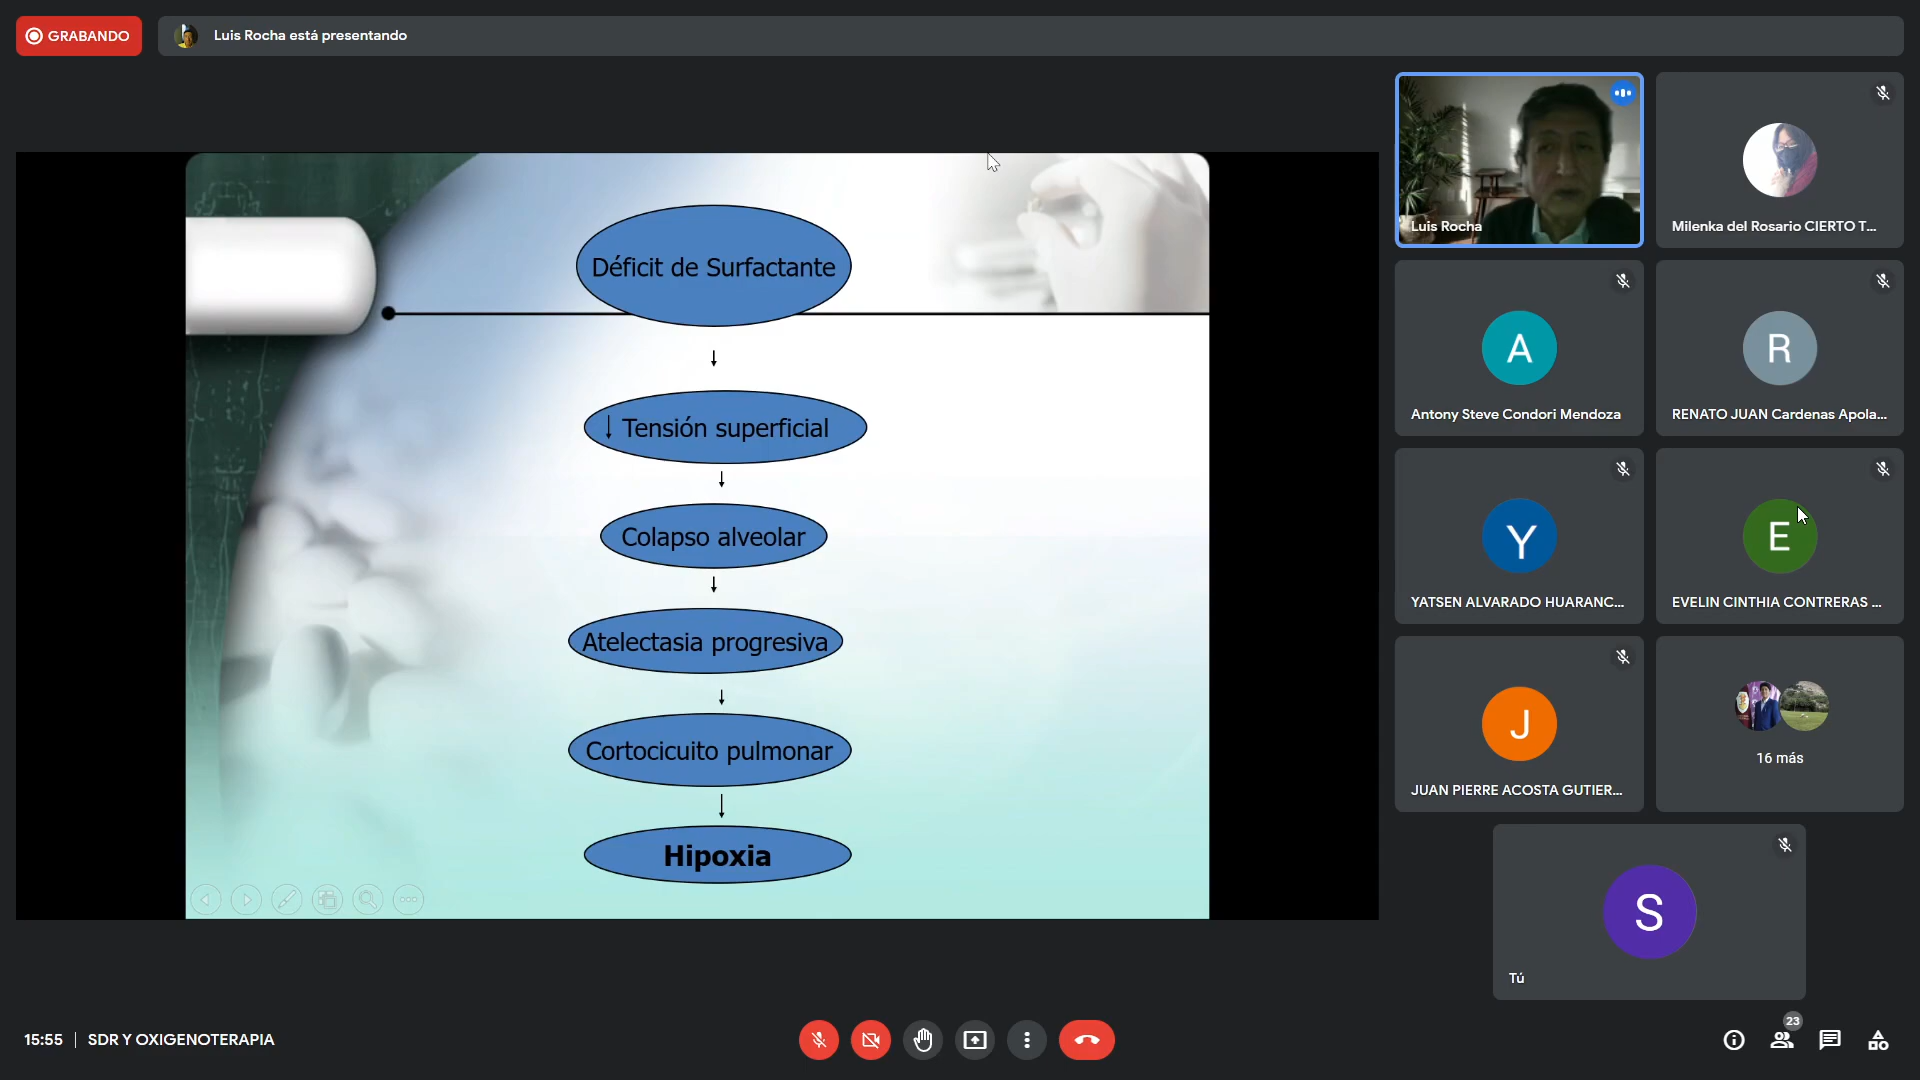 GRABANDO
Luis Rocha está presentando
Déficit de Surfactante
↓
↓ Tensión superficial
↓
Colapso alveolar
↓
Atelectasia progresiva
↓
Cortocicuito pulmonar
↓
Hipoxia
Luis Rocha
Milenka del Rosario CIERTO T...
A
Antony Steve Condori Mendoza
R
RENATO JUAN Cardenas Apola...
Y
YATSEN ALVARADO HUARANC...
E
EVELIN CINTHIA CONTRERAS ...
J
JUAN PIERRE ACOSTA GUTIER...
16 más
S
Tú
15:55 | SDR Y OXIGENOTERAPIA
23